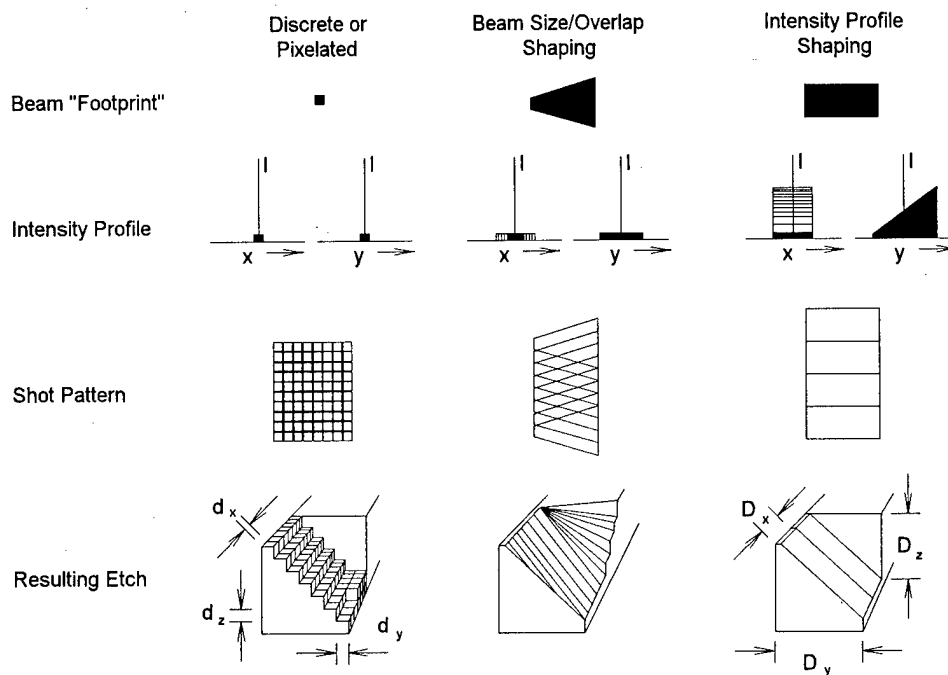 Discrete or
Pixelated
Beam Size/Overlap
Shaping
Intensity Profile
Shaping
Beam "Footprint"
I I I I I I
Intensity Profile
x y x y x y
Shot Pattern
d x
D x
D z
Resulting Etch
d z
d y
D y